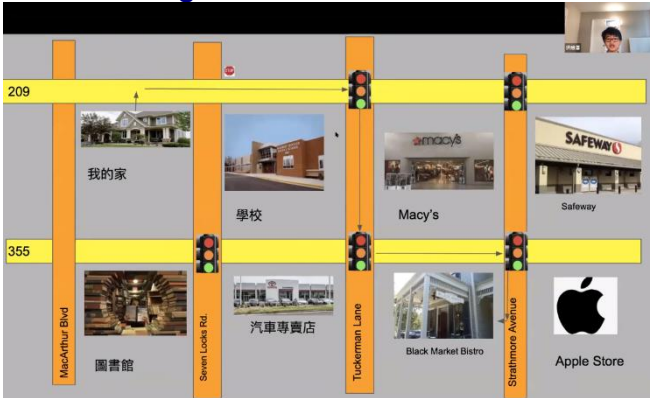 209
我的家
學校
macy's
Macy's
SAFEWAY
Safeway
355
MacArthur Blvd
圖書館
Seven Locks Rd.
汽車專賣店
Tuckerman Lane
Black Market Bistro
Strathmore Avenue
Apple Store